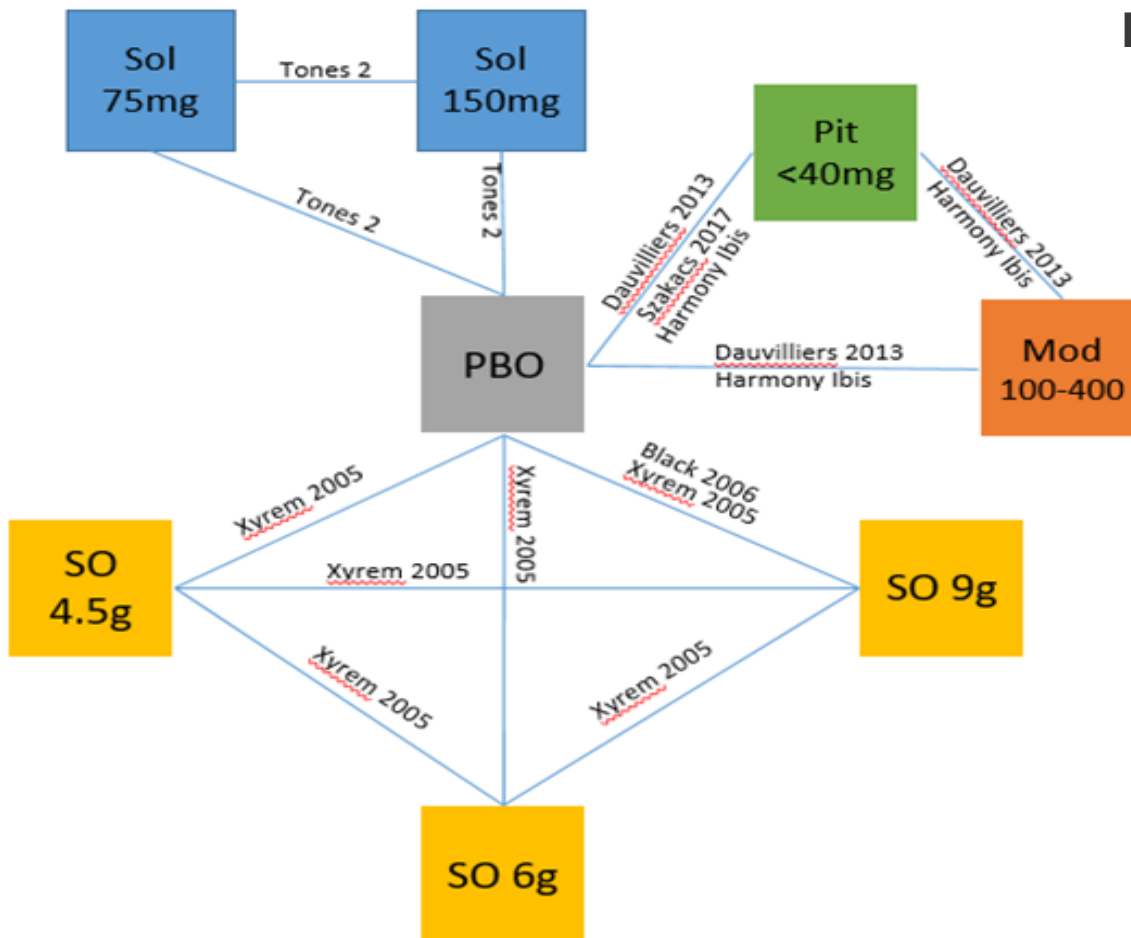 Sol
75mg
Tones 2
Sol
150mg
Tones 2
Tones 2
Pit
<40mg
Dauvilliers 2013
Szakacs 2017
Harmony Ibis
Dauvilliers 2013
Harmony Ibis
PBO
Dauvilliers 2013
Harmony Ibis
Mod
100-400
Xyrem 2005
Xyrem 2005
Black 2006
Xyrem 2005
SO
4.5g
Xyrem 2005
SO 9g
Xyrem 2005
Xyrem 2005
SO 6g